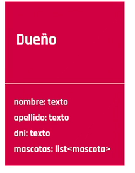 Dueño
nombre: texto
apellido: texto
dni: texto
mascotas: list<mascota>